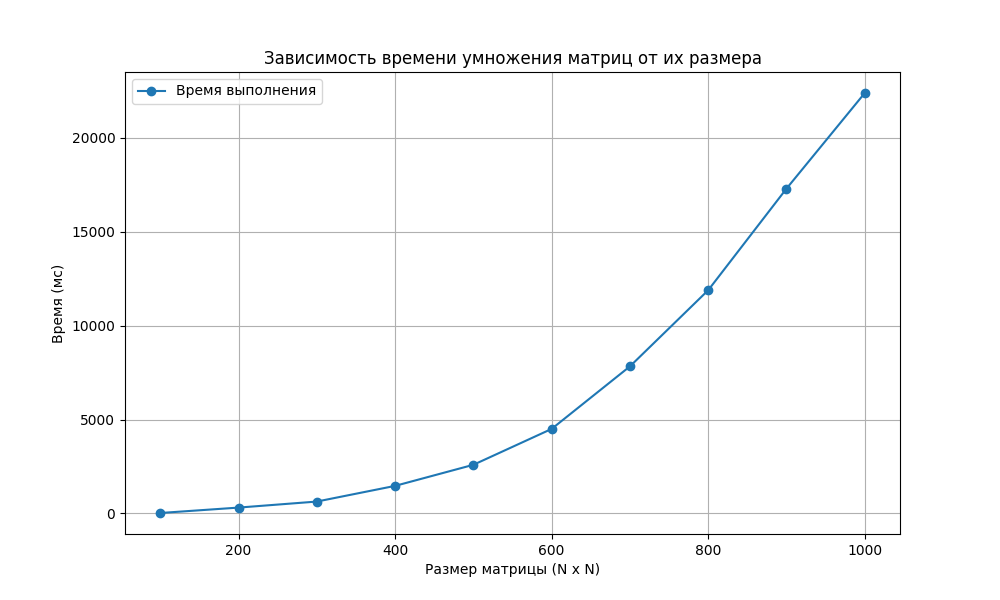 Зависимость времени умножения матриц от их размера
Время выполнения
20000
15000
10000
5000
0
Время (мс)
200 400 600 800 1000
Размер матрицы (N x N)